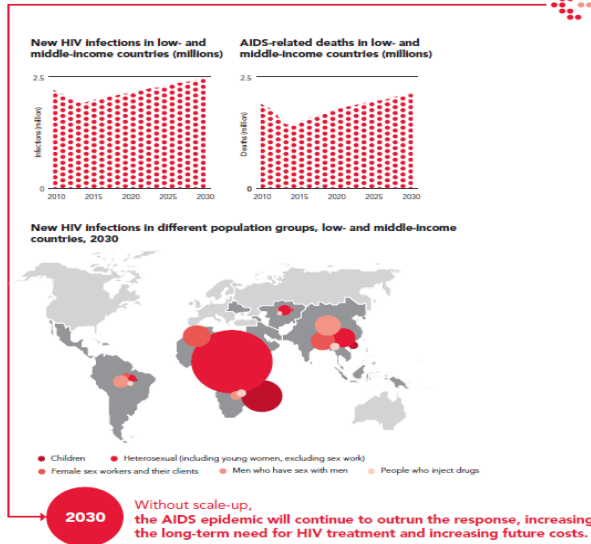 New HIV infections in low- and
middle-income countries (millions)
2.5
Infections (million)
0
2010 2015 2020 2025 2030
AIDS-related deaths in low- and
middle-income countries (millions)
2.5
Deaths (million)
0
2010 2015 2020 2025 2030
New HIV infections in different population groups, low- and middle-income
countries, 2030
Children Heterosexual (including young women, excluding sex work)
Female sex workers and their clients Men who have sex with men People who inject drugs
2030
Without scale-up,
the AIDS epidemic will continue to outrun the response, increasing
the long-term need for HIV treatment and increasing future costs.